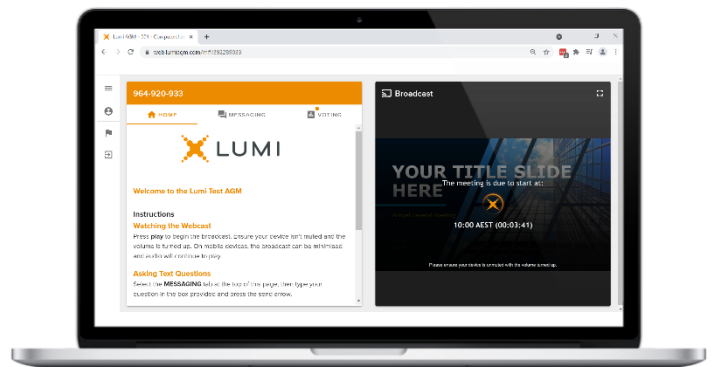 964-920-933
HOME
MESSAGING
VOTING
LUMI
Welcome to the Lumi Test AGM
Instructions
Watching the Webcast
Press play to begin the broadcast. Ensure your device isn't muted and the
volume is turned up. On mobile devices, the broadcast can be minimised
and audio will continue to play.
Asking Text Questions
Select the MESSAGING tab at the top of this page, then type your
question in the box provided and press the send arrow.
Broadcast
YOUR TITLE SLIDE
HERE
The meeting is due to start at:
10:00 AEST (00:03:41)
Please ensure your device is unmuted with the volume turned up.